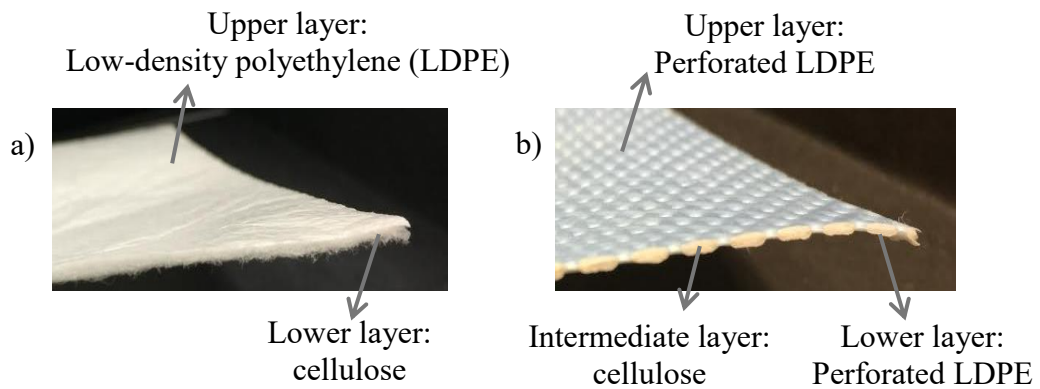 Upper layer:
Low-density polyethylene (LDPE)
a)
Lower layer:
cellulose
Upper layer:
Perforated LDPE
b)
Intermediate layer:
cellulose
Lower layer:
Perforated LDPE